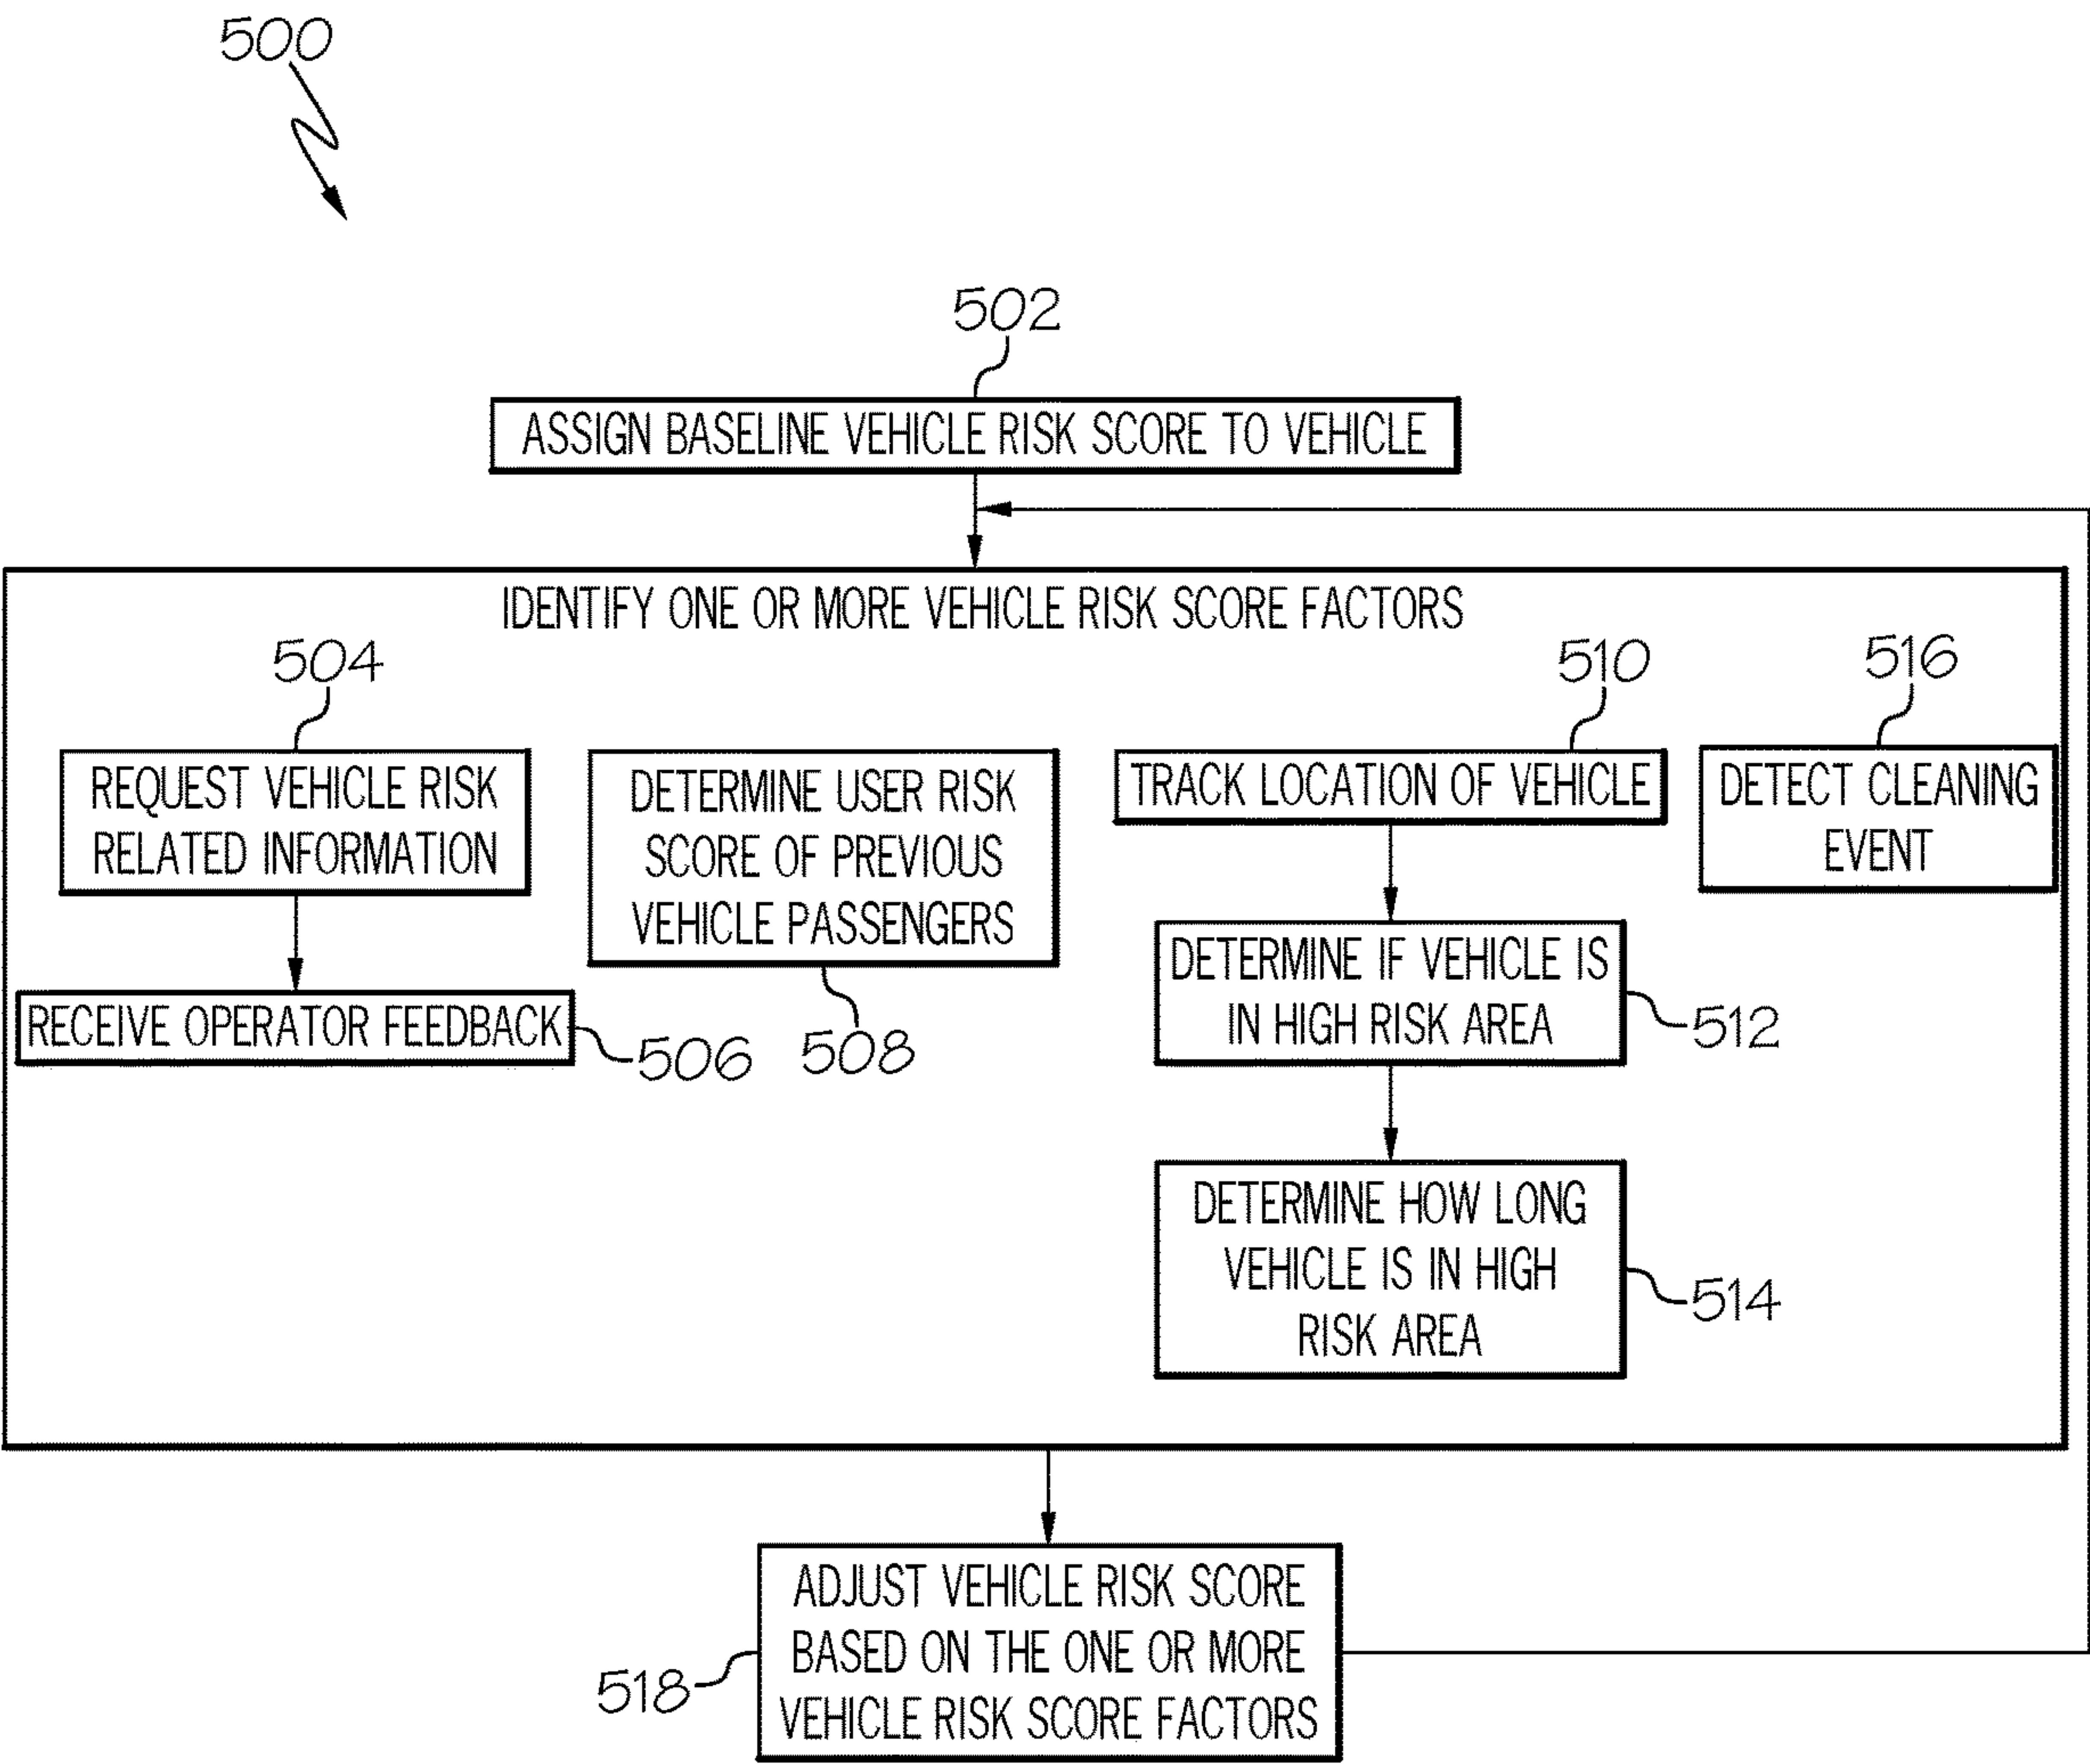 500
502
ASSIGN BASELINE VEHICLE RISK SCORE TO VEHICLE
IDENTIFY ONE OR MORE VEHICLE RISK SCORE FACTORS
504
REQUEST VEHICLE RISK
RELATED INFORMATION
RECEIVE OPERATOR FEEDBACK
506
DETERMINE USER RISK
SCORE OF PREVIOUS
VEHICLE PASSENGERS
508
510
TRACK LOCATION OF VEHICLE
DETERMINE IF VEHICLE IS
IN HIGH RISK AREA
512
DETERMINE HOW LONG
VEHICLE IS IN HIGH
RISK AREA
514
516
DETECT CLEANING
EVENT
ADJUST VEHICLE RISK SCORE
BASED ON THE ONE OR MORE
VEHICLE RISK SCORE FACTORS
518